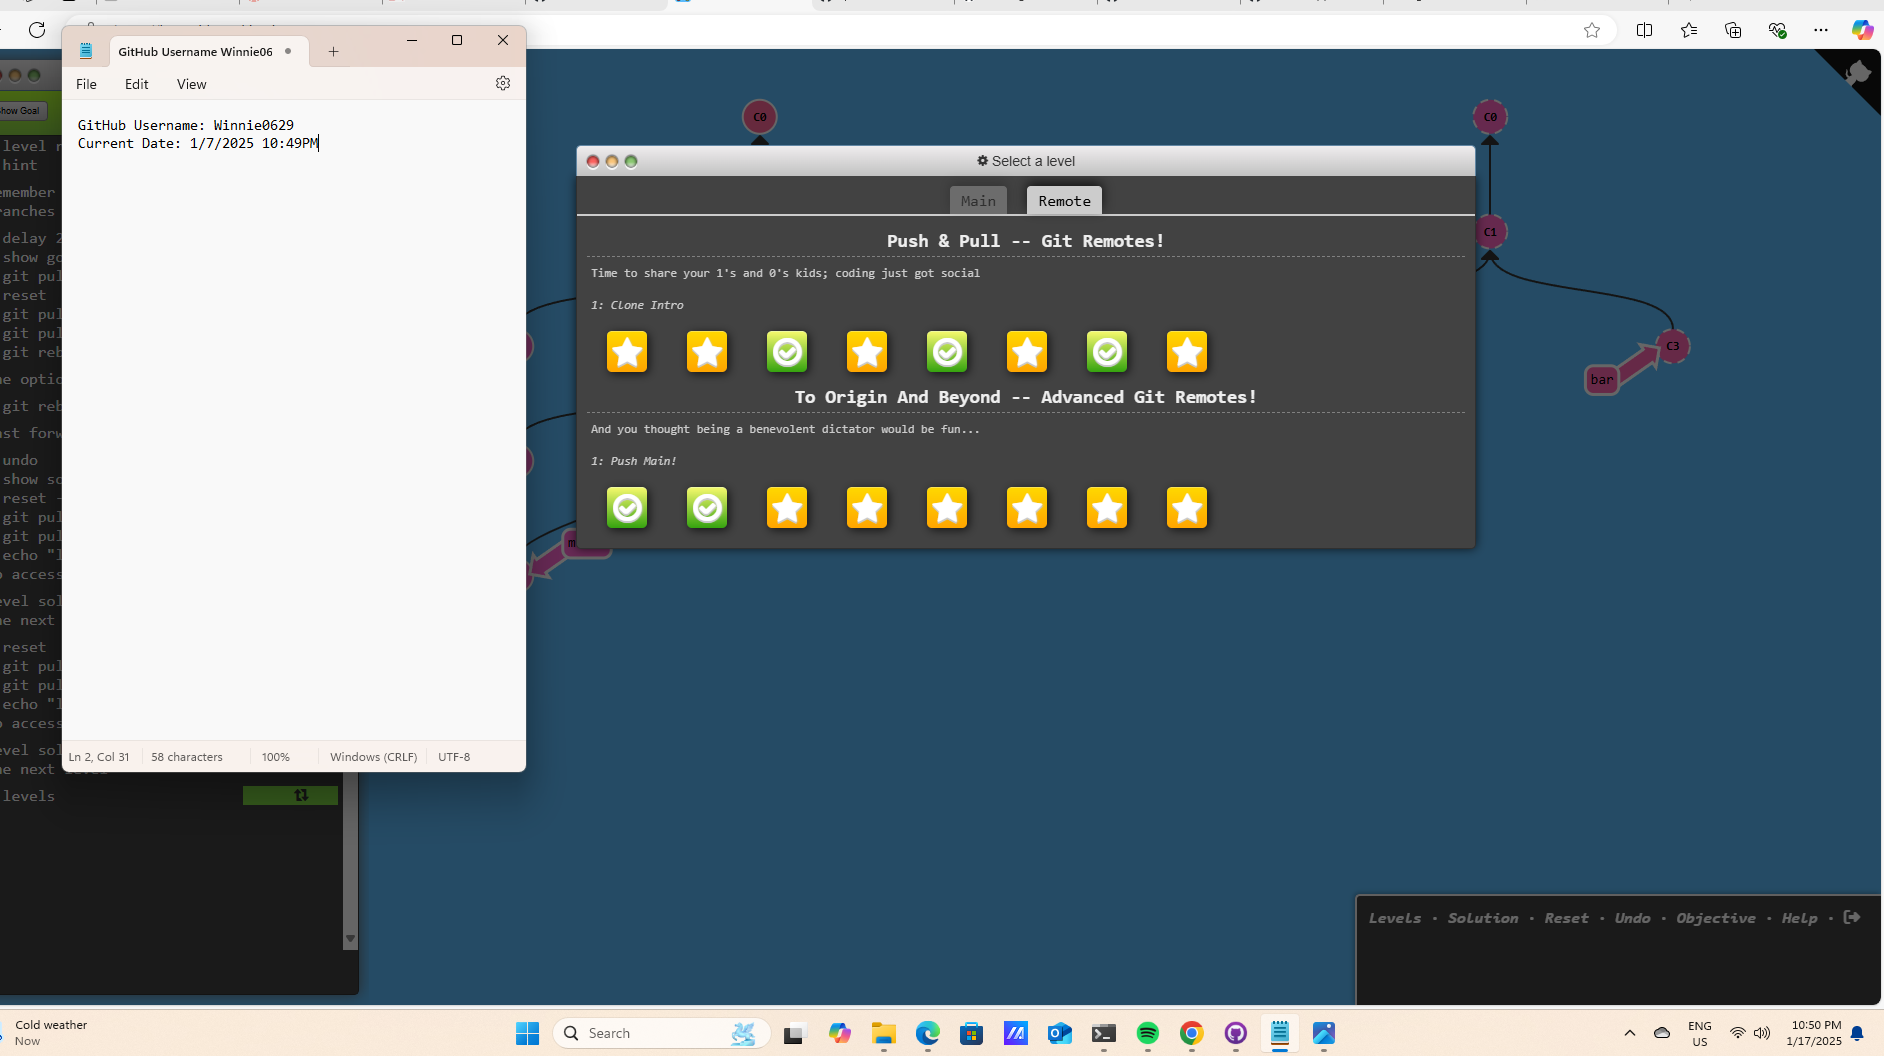 GitHub Username Winnie06
File
Edit
View
GitHub Username: Winnie0629
Current Date: 1/7/2025 10:49PM
Ln 2, Col 31
58 characters
100%
Windows (CRLF)
UTF-8
how Goal
level
hint
member
anches
delay
show
git pul
reset
git pul
git pul
git reb
optic
git reb
st forw
undo
show
reset
git pul
git pul
echo "l
access
vel sol
e next
reset
git pul
git pul
echo "l
access
vel sol
e next level
levels
C0
C0
C1
C3
bar
Select a level
Main
Remote
Push & Pull -- Git Remotes!
Time to share your 1's and 0's kids; coding just got social
1: Clone Intro
To Origin And Beyond -- Advanced Git Remotes!
And you thought being a benevolent dictator would be fun...
1: Push Main!
Levels · Solution · Reset · Undo · Objective · Help ·
Cold weather
Now
Search
ENG
US
10:50 PM
1/17/2025